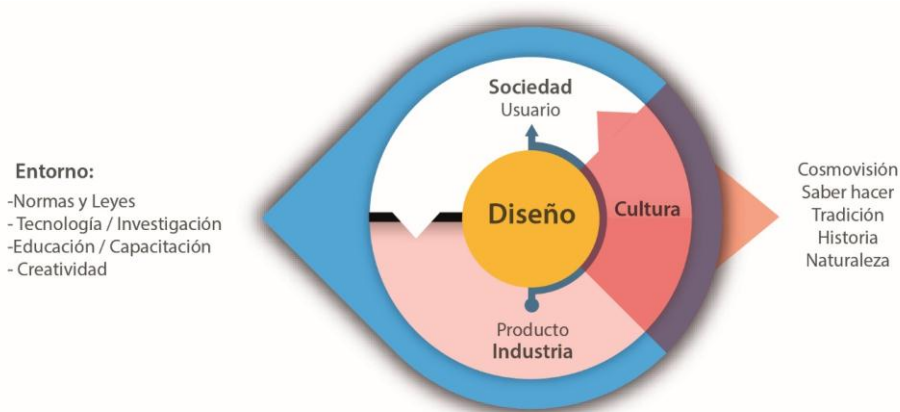 Entorno:
-Normas y Leyes
- Tecnología / Investigación
-Educación / Capacitación
- Creatividad
Sociedad
Usuario
Diseño
Cultura
Producto
Industria
Cosmovisión
Saber hacer
Tradición
Historia
Naturaleza